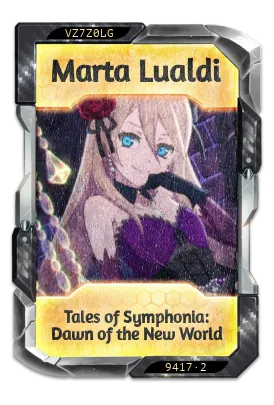 VZ7Z0LG
Marta Lualdi
Tales of Symphonia:
Dawn of the New World
9417·2